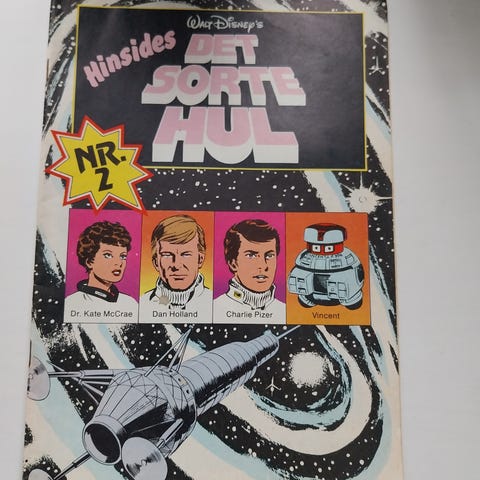 Walt Disney's
Hinsides
DET
SORTE
HUL
NR.
2
Dr. Kate McCrae
Dan Holland
Charlie Pizer
Vincent